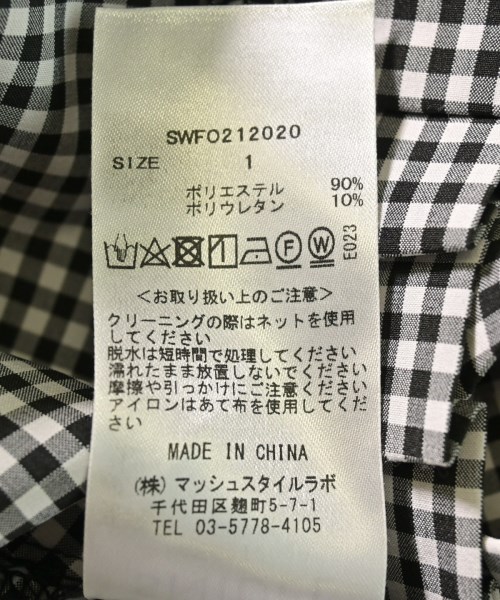 SWFO212020
SIZE 1
ポリエステル 90%
ポリウレタン 10%
F W E023
<お取り扱い上のご注意>
クリーニングの際はネットを使用
してください
脱水は短時間で処理してください
濡れたまま放置しないでください
摩擦や引っかけにご注意ください
アイロンはあて布を使用してくだ
さい
MADE IN CHINA
(株) マッシュスタイルラボ
千代田区麹町5-7-1
TEL 03-5778-4105